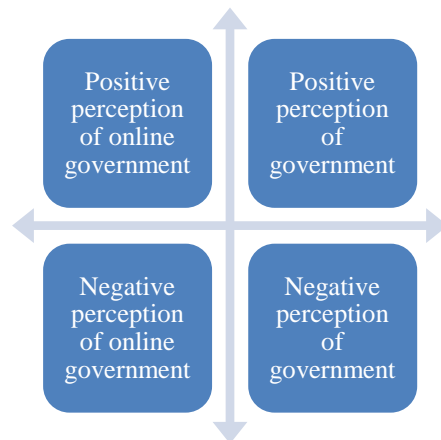 Positive
perception
of online
government
Positive
perception
of
government
Negative
perception
of online
government
Negative
perception
of
government